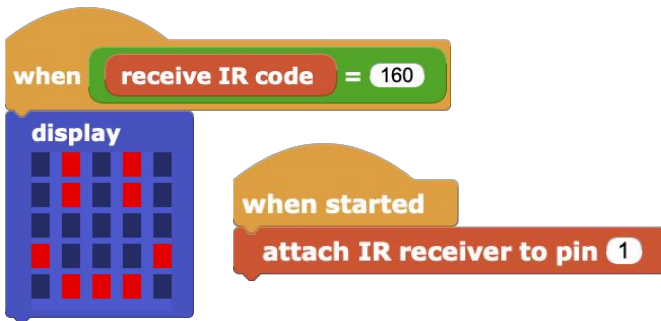 when receive IR code = 160
display
when started
attach IR receiver to pin 1